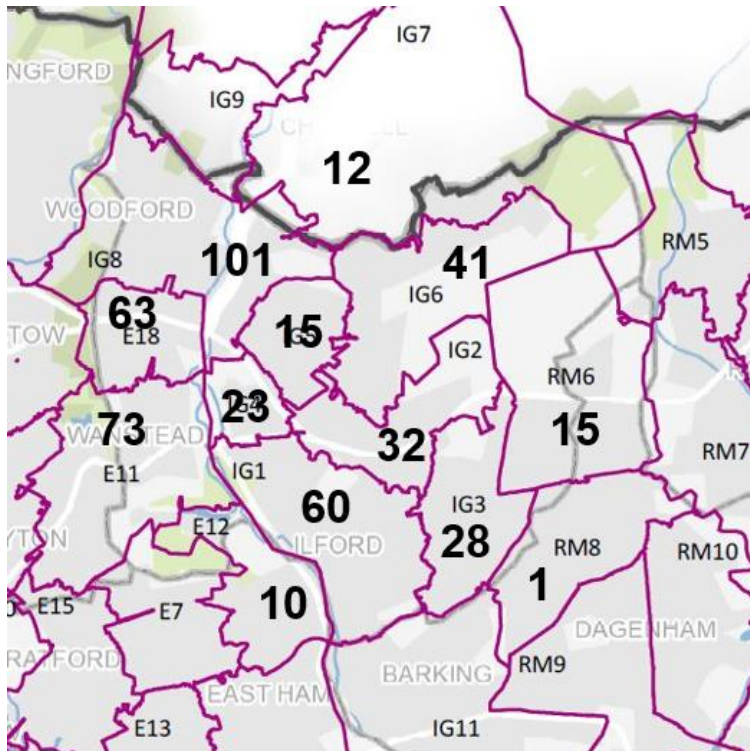 IG7
NGFORD
IG9
12
WOODFORD
RM5
101
41
IG8
IG6
63
E18
15
TOW
IG2
RM6
23
73
WANSTEAD
32
15
RM7
E11
IG1
60
IG3
E12
ILFORD
28
YTON
RM8
RM10
10
1
E15
E7
DAGENHAM
RATFORD
BARKING
RM9
EAST HAM
E13
IG11